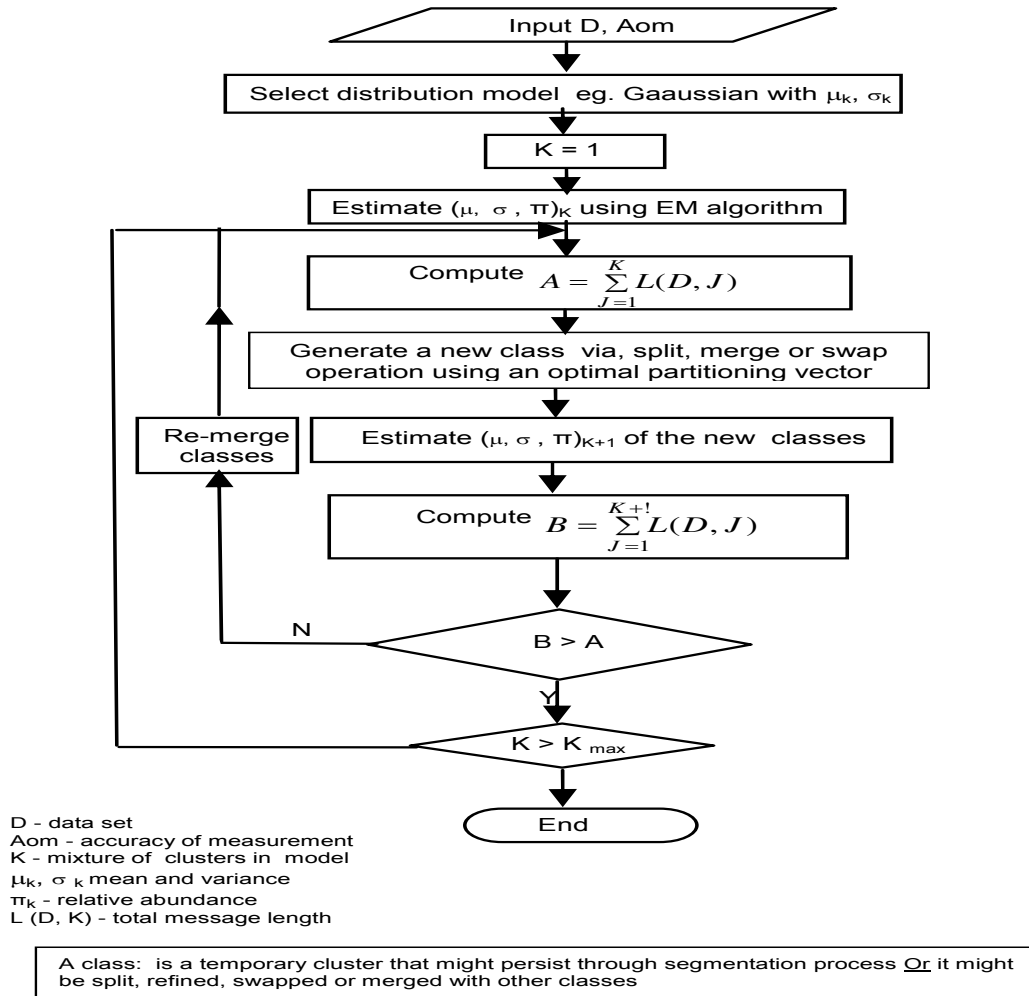 Input D, Aom
Select distribution model eg. Gaaussian with μk, σk
K = 1
Estimate (μ, σ , π)K using EM algorithm
Compute A = K ∑ J=1 L(D, J)
Generate a new class via, split, merge or swap
operation using an optimal partitioning vector
Re-merge
classes
Estimate (μ, σ , π)K+1 of the new classes
Compute B = K+! ∑ J=1 L(D, J)
N
B > A
Y
K > K max
End
D - data set
Aom - accuracy of measurement
K - mixture of clusters in model
μk, σ k mean and variance
πk - relative abundance
L (D, K) - total message length
A class: is a temporary cluster that might persist through segmentation process Or it might
be split, refined, swapped or merged with other classes